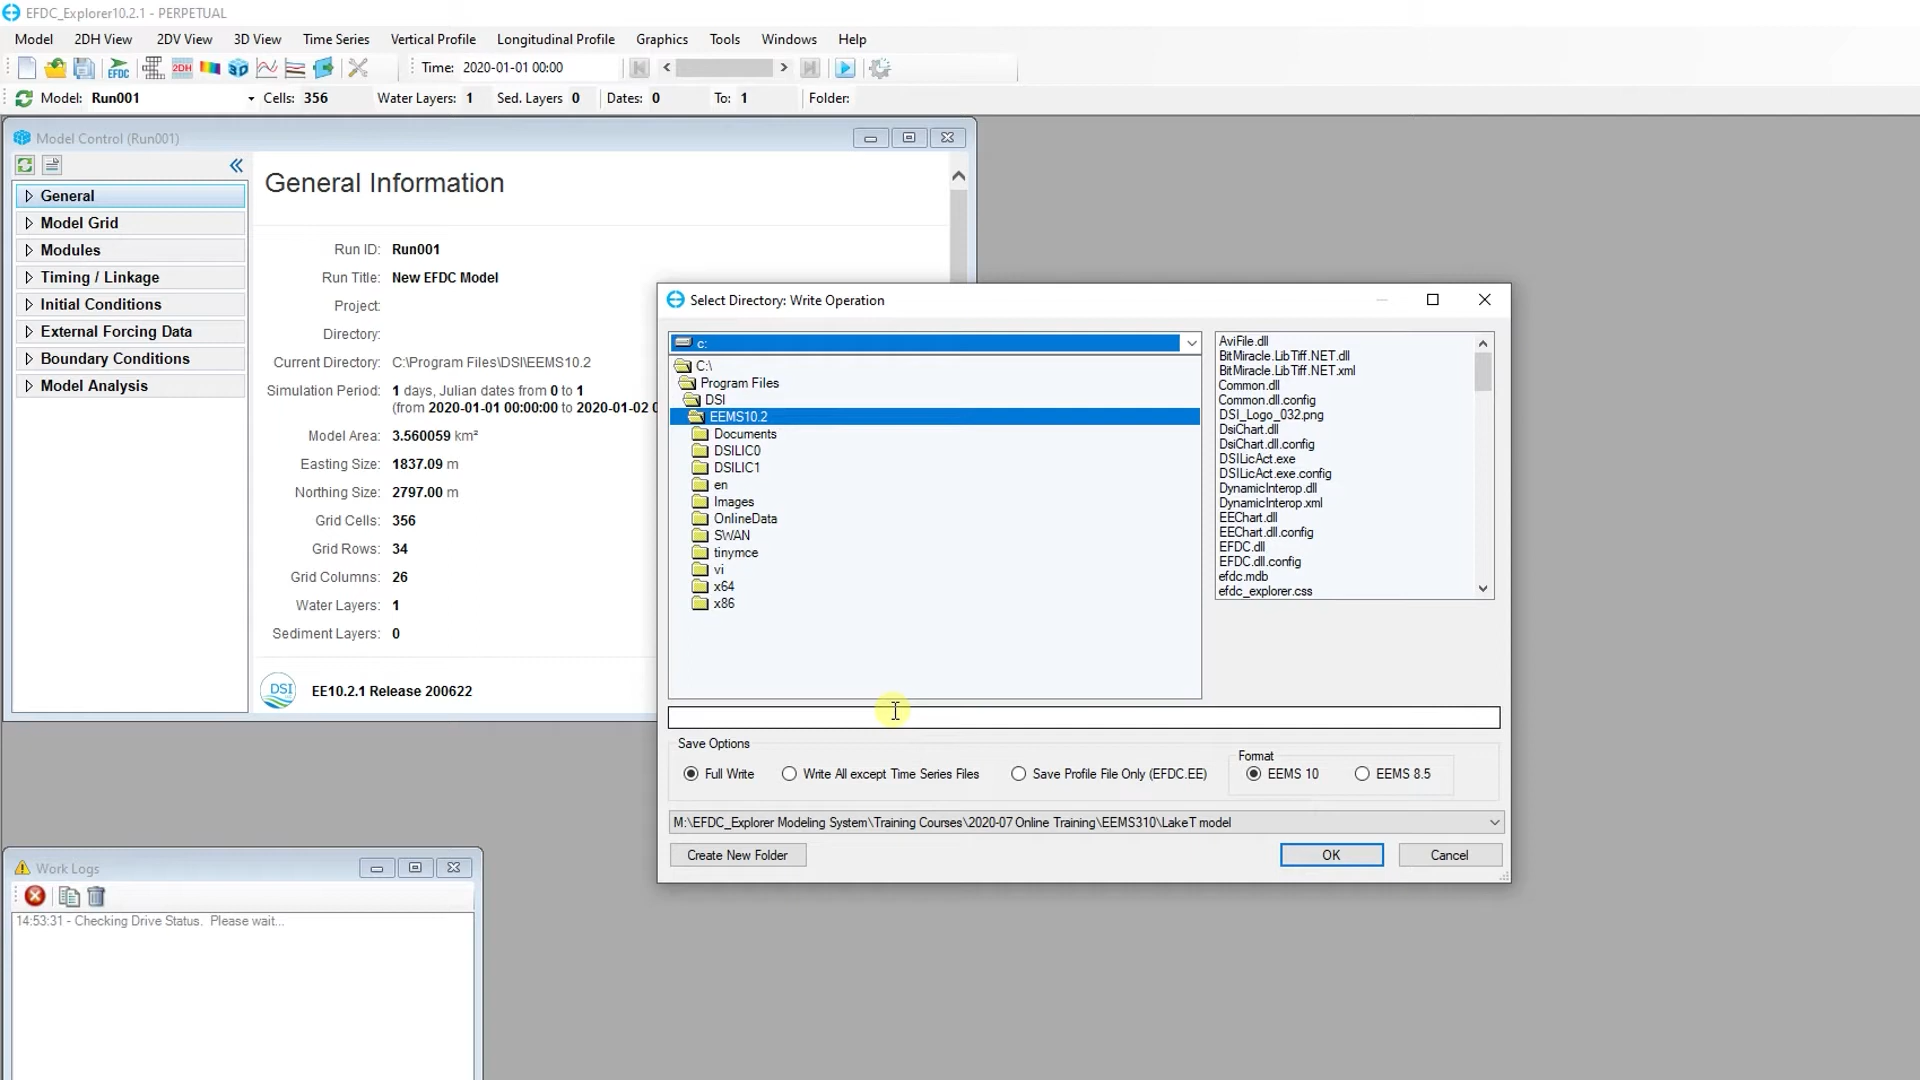 EFDC_Explorer10.2.1 - PERPETUAL
Model 2DH View 2DV View 3D View Time Series Vertical Profile Longitudinal Profile Graphics Tools Windows Help
EFDC 2DH 3D Time: 2020-01-01 00:00
Model: Run001 Cells: 356 Water Layers: 1 Sed. Layers 0 Dates: 0 To: 1 Folder:
Model Control (Run001)
General
Model Grid
Modules
Timing / Linkage
Initial Conditions
External Forcing Data
Boundary Conditions
Model Analysis
General Information
Run ID: Run001
Run Title: New EFDC Model
Project:
Directory:
Current Directory: C:\Program Files\DSI\EEMS10.2
Simulation Period: 1 days, Julian dates from 0 to 1
(from 2020-01-01 00:00:00 to 2020-01-02 0
Model Area: 3.560059 km²
Easting Size: 1837.09 m
Northing Size: 2797.00 m
Grid Cells: 356
Grid Rows: 34
Grid Columns: 26
Water Layers: 1
Sediment Layers: 0
DSI EE10.2.1 Release 200622
Select Directory: Write Operation
c:
C:\
Program Files
DSI
EEMS10.2
Documents
DSILIC0
DSILIC1
en
Images
OnlineData
SWAN
tinymce
vi
x64
x86
AviFile.dll
BitMiracle.LibTiff.NET.dll
BitMiracle.LibTiff.NET.xml
Common.dll
Common.dll.config
DSI_Logo_032.png
DsiChart.dll
DsiChart.dll.config
DSILicAct.exe
DSILicAct.exe.config
DynamicInterop.dll
DynamicInterop.xml
EEChart.dll
EEChart.dll.config
EFDC.dll
EFDC.dll.config
efdc.mdb
efdc_explorer.css
Save Options
Full Write Write All except Time Series Files Save Profile File Only (EFDC.EE)
Format
EEMS 10 EEMS 8.5
M:\EFDC_Explorer Modeling System\Training Courses\2020-07 Online Training\EEMS310\LakeT model
Create New Folder OK Cancel
Work Logs
14:53:31 - Checking Drive Status. Please wait...